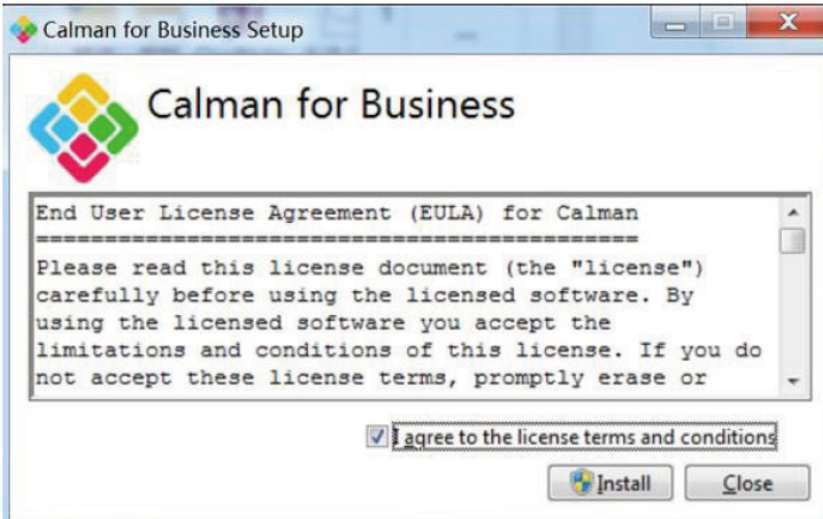 Calman for Business Setup
Calman for Business
End User License Agreement (EULA) for Calman
============================================
Please read this license document (the "license")
carefully before using the licensed software. By
using the licensed software you accept the
limitations and conditions of this license. If you do
not accept these license terms, promptly erase or
I agree to the license terms and conditions
Install Close